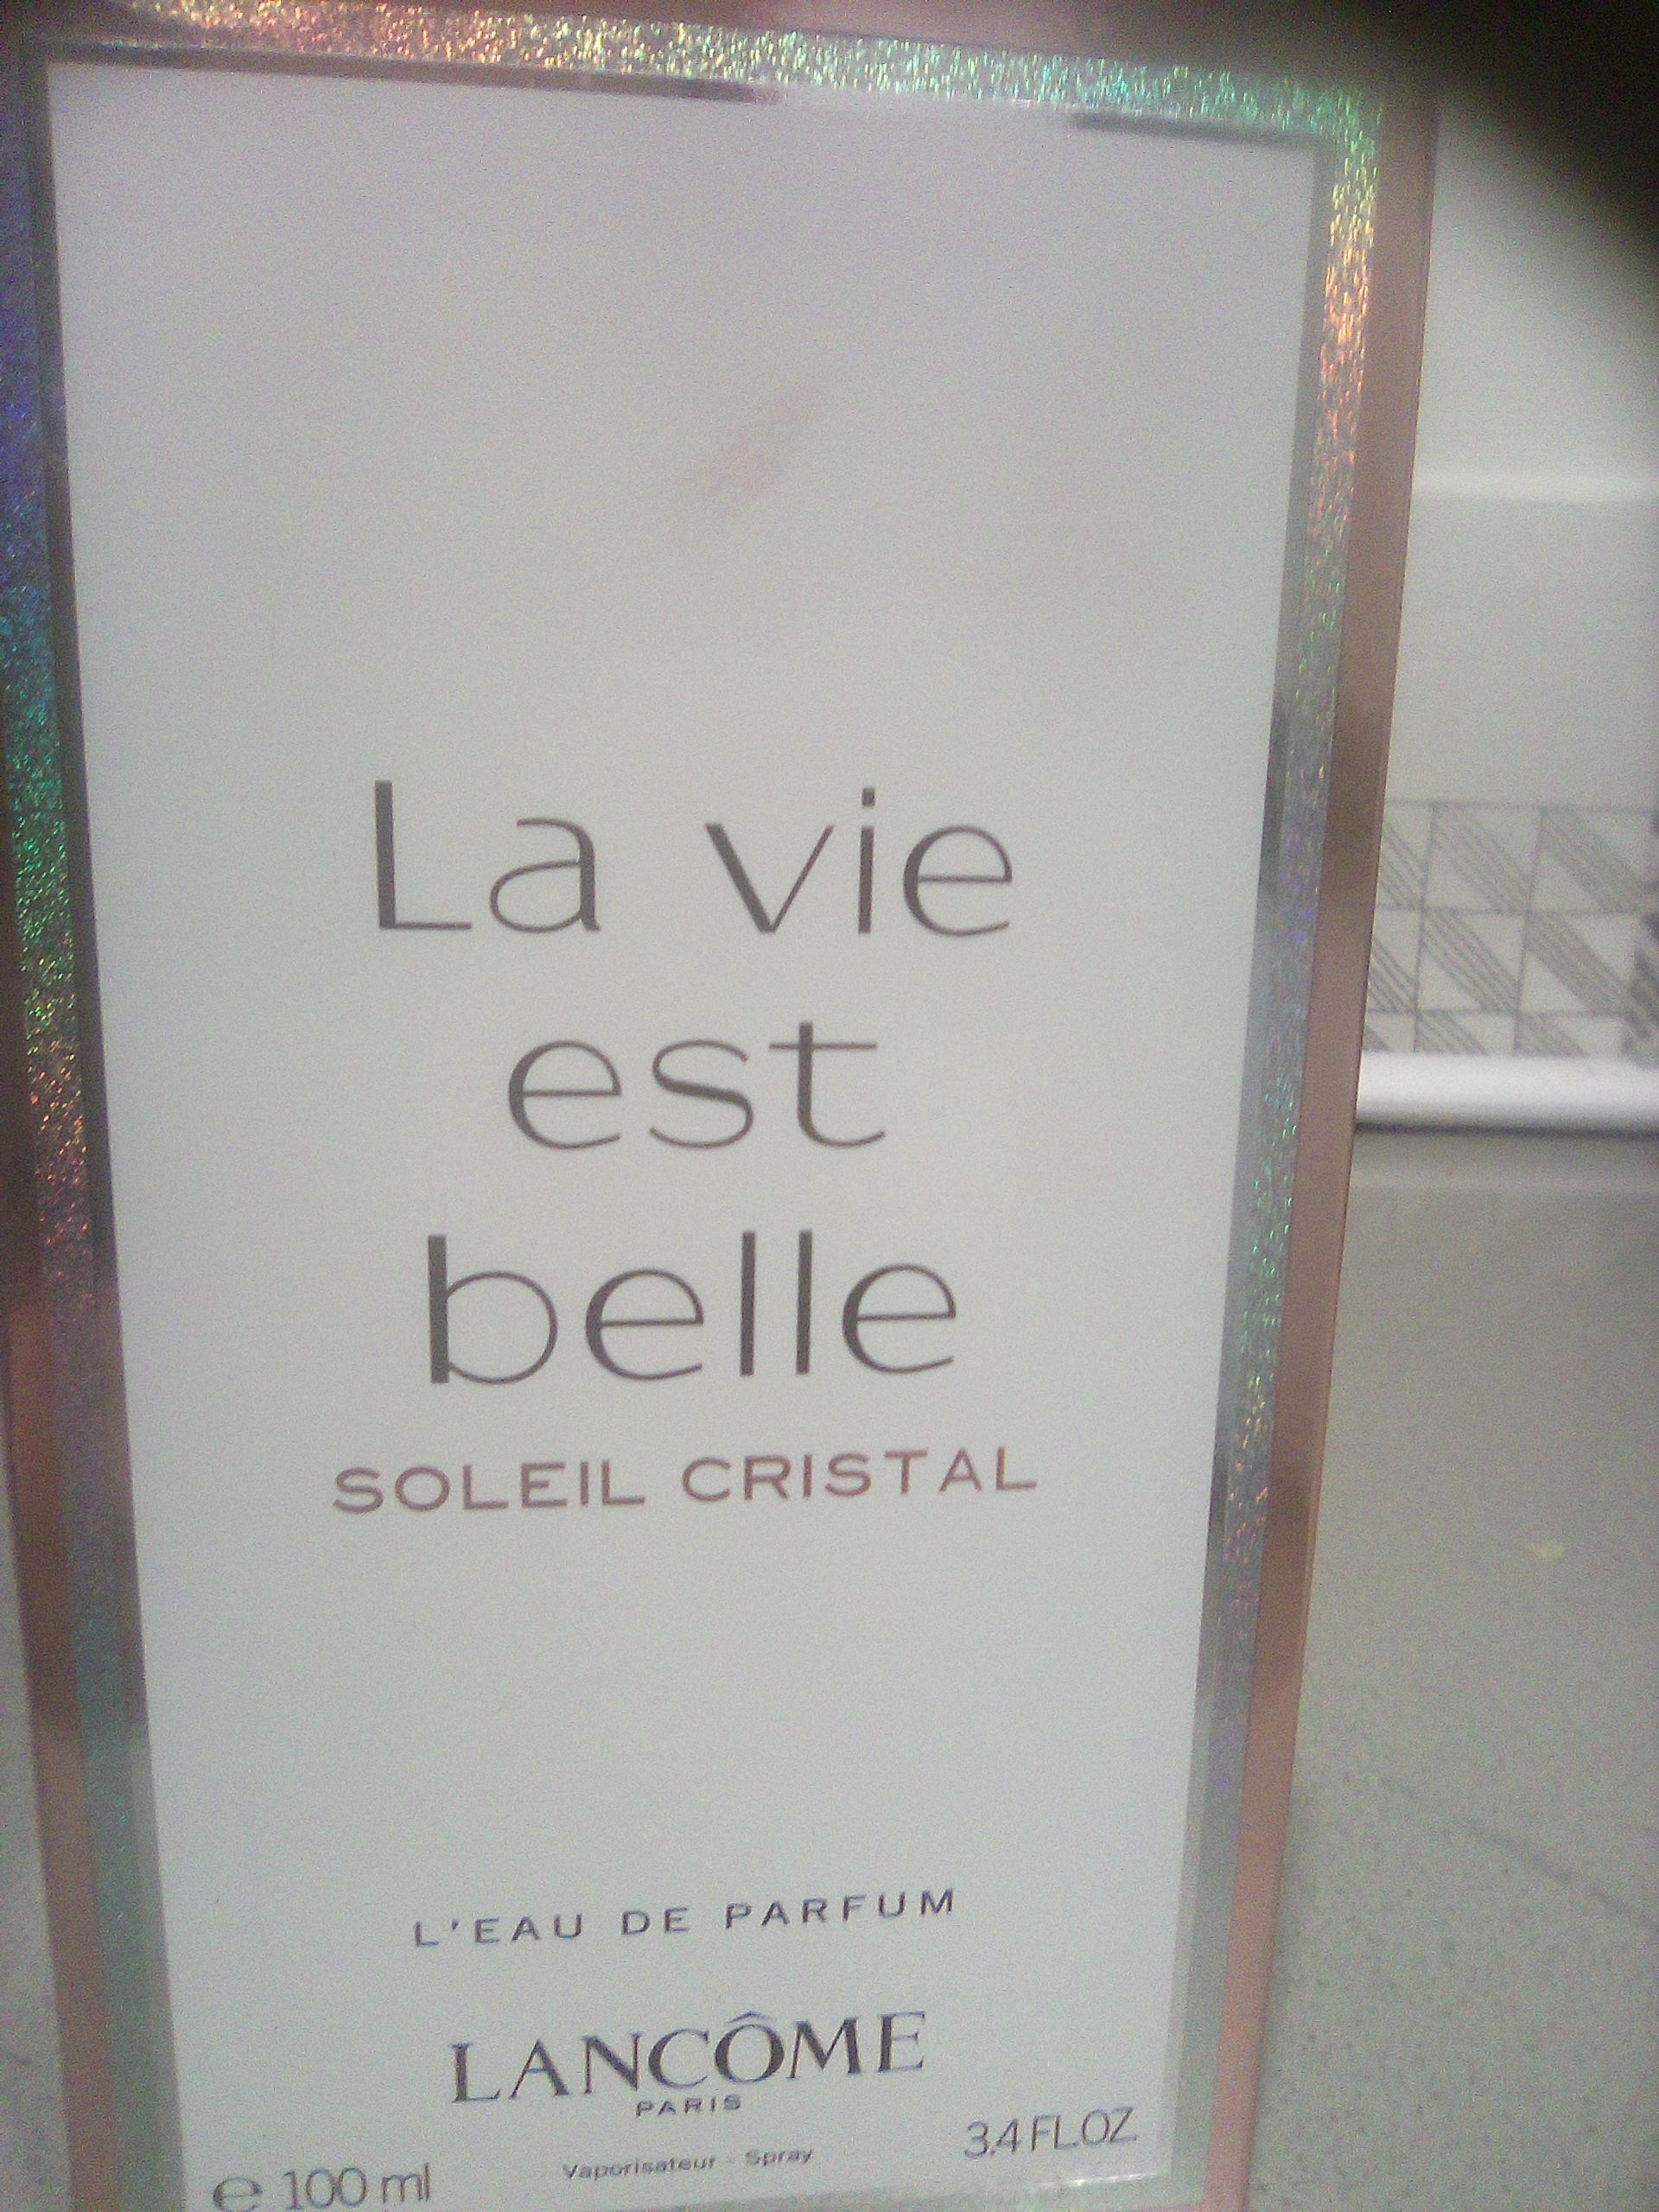 La vie
est
belle
SOLEIL CRISTAL
L'EAU DE PARFUM
LANCÔME
PARIS
Vaporisateur - Spray
3.4 FL.OZ.
e 100 ml